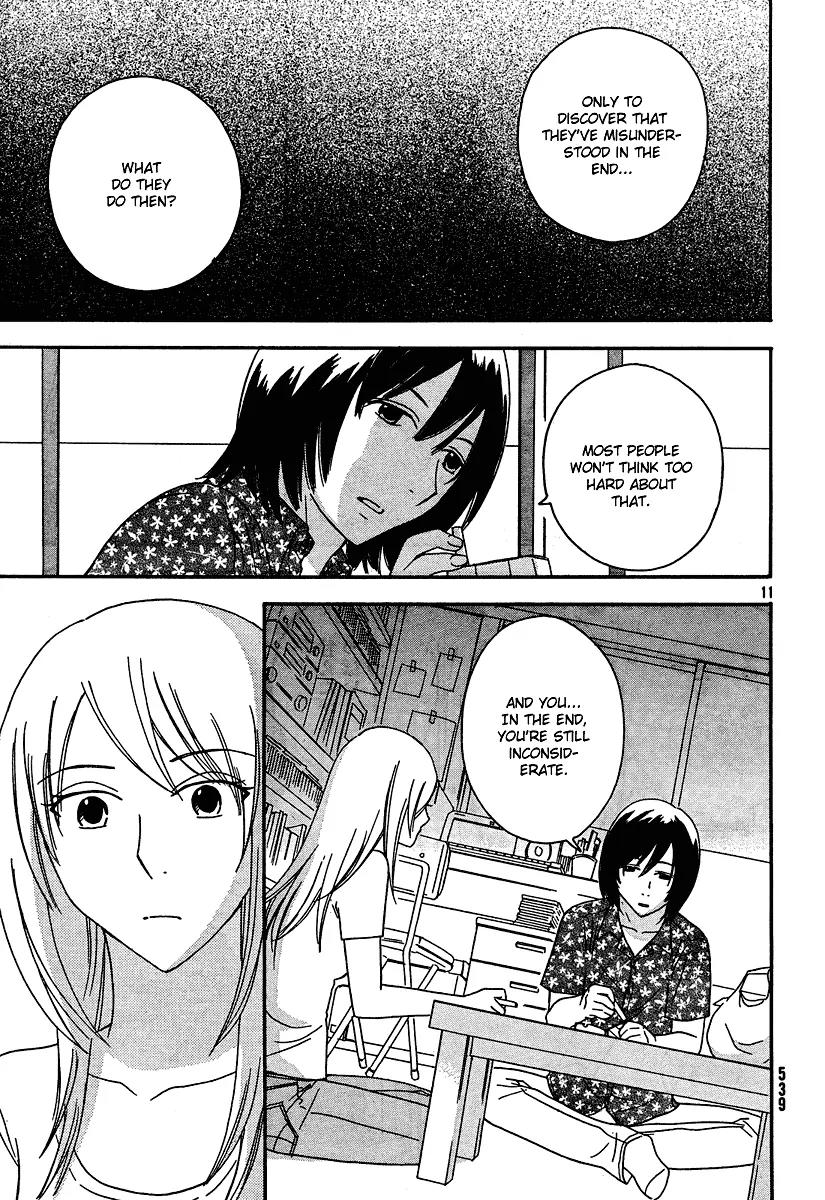 ONLY TO
DISCOVER THAT
THEY'VE MISUNDER-
STOOD IN THE
END...
WHAT
DO THEY
DO THEN?
MOST PEOPLE
WON'T THINK TOO
HARD ABOUT
THAT.
11
AND YOU...
IN THE END,
YOU'RE STILL
INCONSID-
ERATE.
539